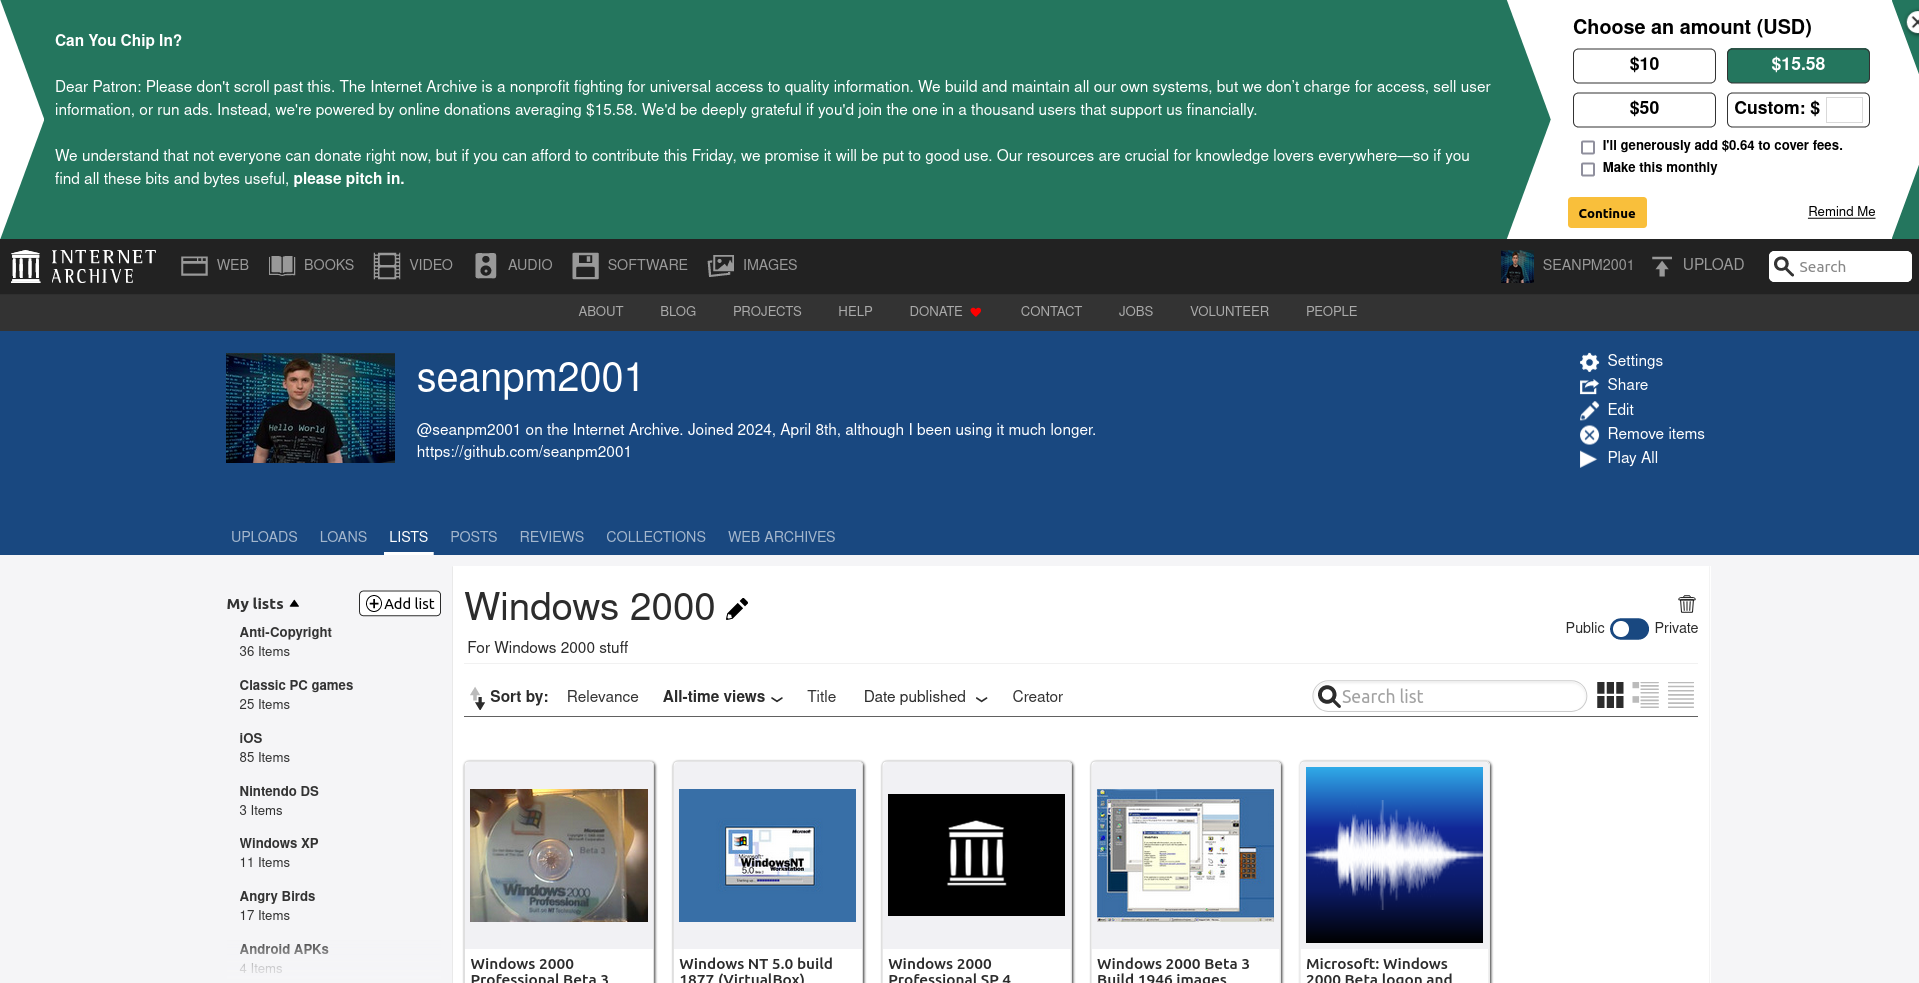 Can You Chip In?
Dear Patron: Please don't scroll past this. The Internet Archive is a nonprofit fighting for universal access to quality information. We build and maintain all our own systems, but we don’t charge for access, sell user
information, or run ads. Instead, we're powered by online donations averaging $15.58. We'd be deeply grateful if you'd join the one in a thousand users that support us financially.
We understand that not everyone can donate right now, but if you can afford to contribute this Friday, we promise it will be put to good use. Our resources are crucial for knowledge lovers everywhere—so if you
find all these bits and bytes useful, please pitch in.
Choose an amount (USD)
$10 $15.58
$50 Custom: $
I'll generously add $0.64 to cover fees.
Make this monthly
Continue Remind Me
INTERNET
ARCHIVE
WEB BOOKS VIDEO AUDIO SOFTWARE IMAGES SEANPM2001 UPLOAD Search
ABOUT BLOG PROJECTS HELP DONATE CONTACT JOBS VOLUNTEER PEOPLE
Hello World
seanpm2001
@seanpm2001 on the Internet Archive. Joined 2024, April 8th, although I been using it much longer.
https://github.com/seanpm2001
Settings
Share
Edit
Remove items
Play All
UPLOADS LOANS LISTS POSTS REVIEWS COLLECTIONS WEB ARCHIVES
My lists Add list
Anti-Copyright
36 Items
Classic PC games
25 Items
iOS
85 Items
Nintendo DS
3 Items
Windows XP
11 Items
Angry Birds
17 Items
Android APKs
4 Items
Windows 2000
For Windows 2000 stuff
Public Private
Sort by: Relevance All-time views Title Date published Creator Search list
Beta 3
Windows 2000
Professional
Built on NT Technology
Microsoft
WindowsNT
Workstation
5.0
Windows 2000
Professional Beta 3
Windows NT 5.0 build
1877 (VirtualBox)
Windows 2000
Professional SP 4
Windows 2000 Beta 3
Build 1946 images
Microsoft: Windows
2000 Beta logon and